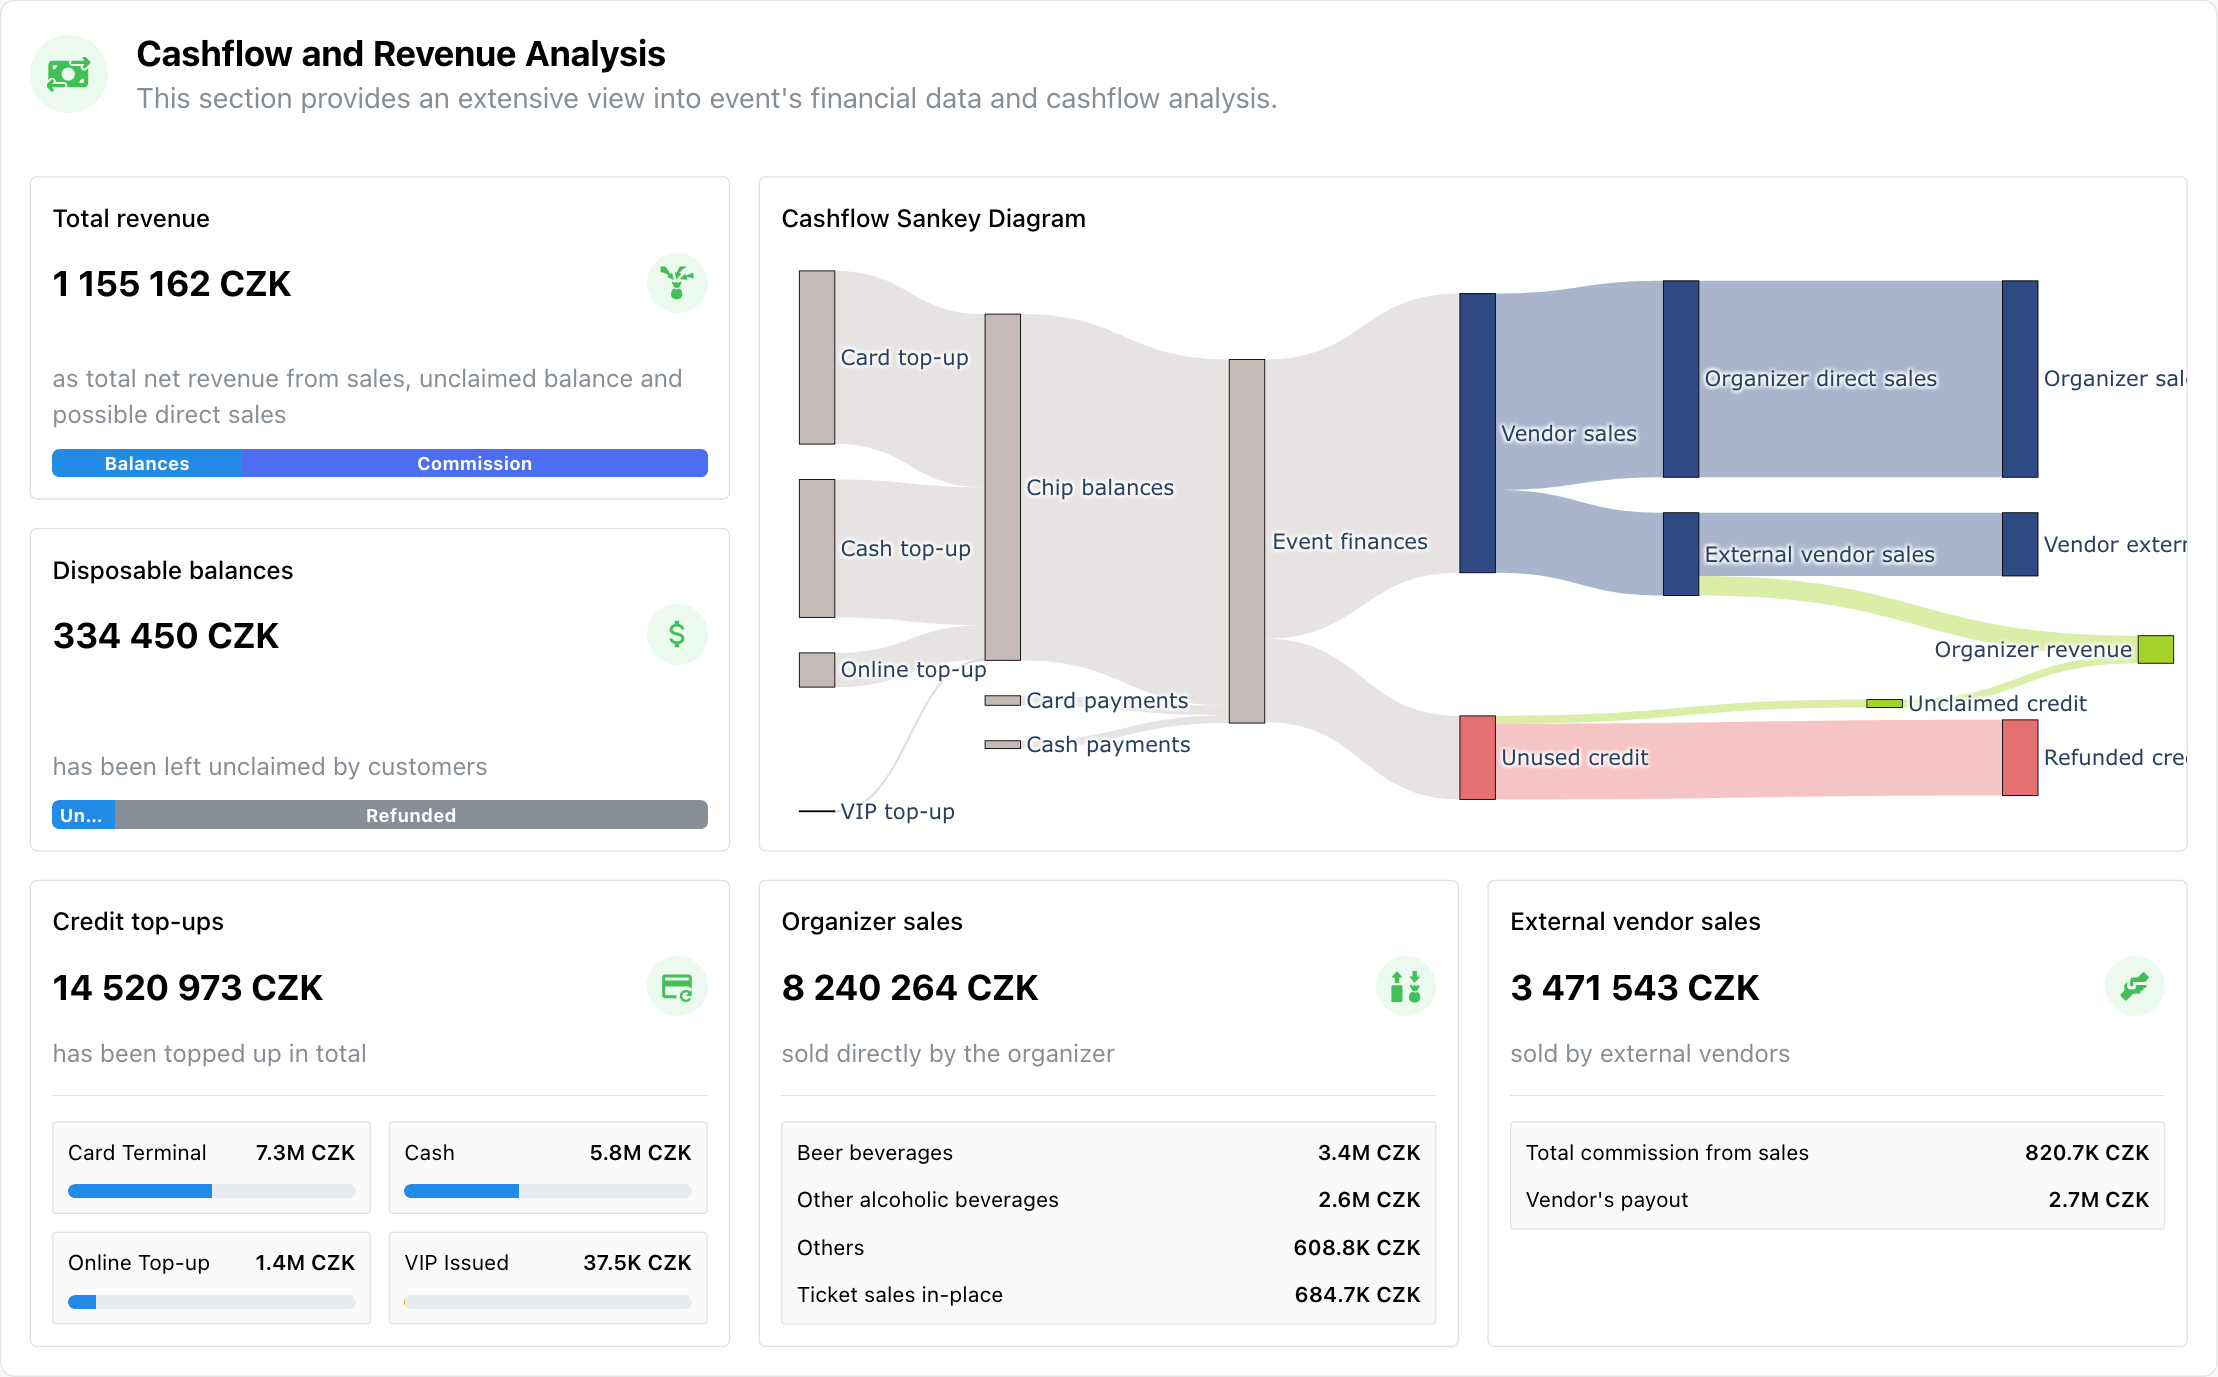 Cashflow and Revenue Analysis
This section provides an extensive view into event's financial data and cashflow analysis.
Total revenue
1 155 162 CZK
as total net revenue from sales, unclaimed balance and
possible direct sales
Balances
Commission
Disposable balances
334 450 CZK
has been left unclaimed by customers
Un...
Refunded
Cashflow Sankey Diagram
Card top-up
Cash top-up
Online top-up
VIP top-up
Chip balances
Card payments
Cash payments
Event finances
Vendor sales
Unused credit
Organizer direct sales
External vendor sales
Organizer sal
Vendor exter
Organizer revenue
Unclaimed credit
Refunded cre
Credit top-ups
14 520 973 CZK
has been topped up in total
Card Terminal 7.3M CZK
Cash 5.8M CZK
Online Top-up 1.4M CZK
VIP Issued 37.5K CZK
Organizer sales
8 240 264 CZK
sold directly by the organizer
Beer beverages 3.4M CZK
Other alcoholic beverages 2.6M CZK
Others 608.8K CZK
Ticket sales in-place 684.7K CZK
External vendor sales
3 471 543 CZK
sold by external vendors
Total commission from sales 820.7K CZK
Vendor's payout 2.7M CZK